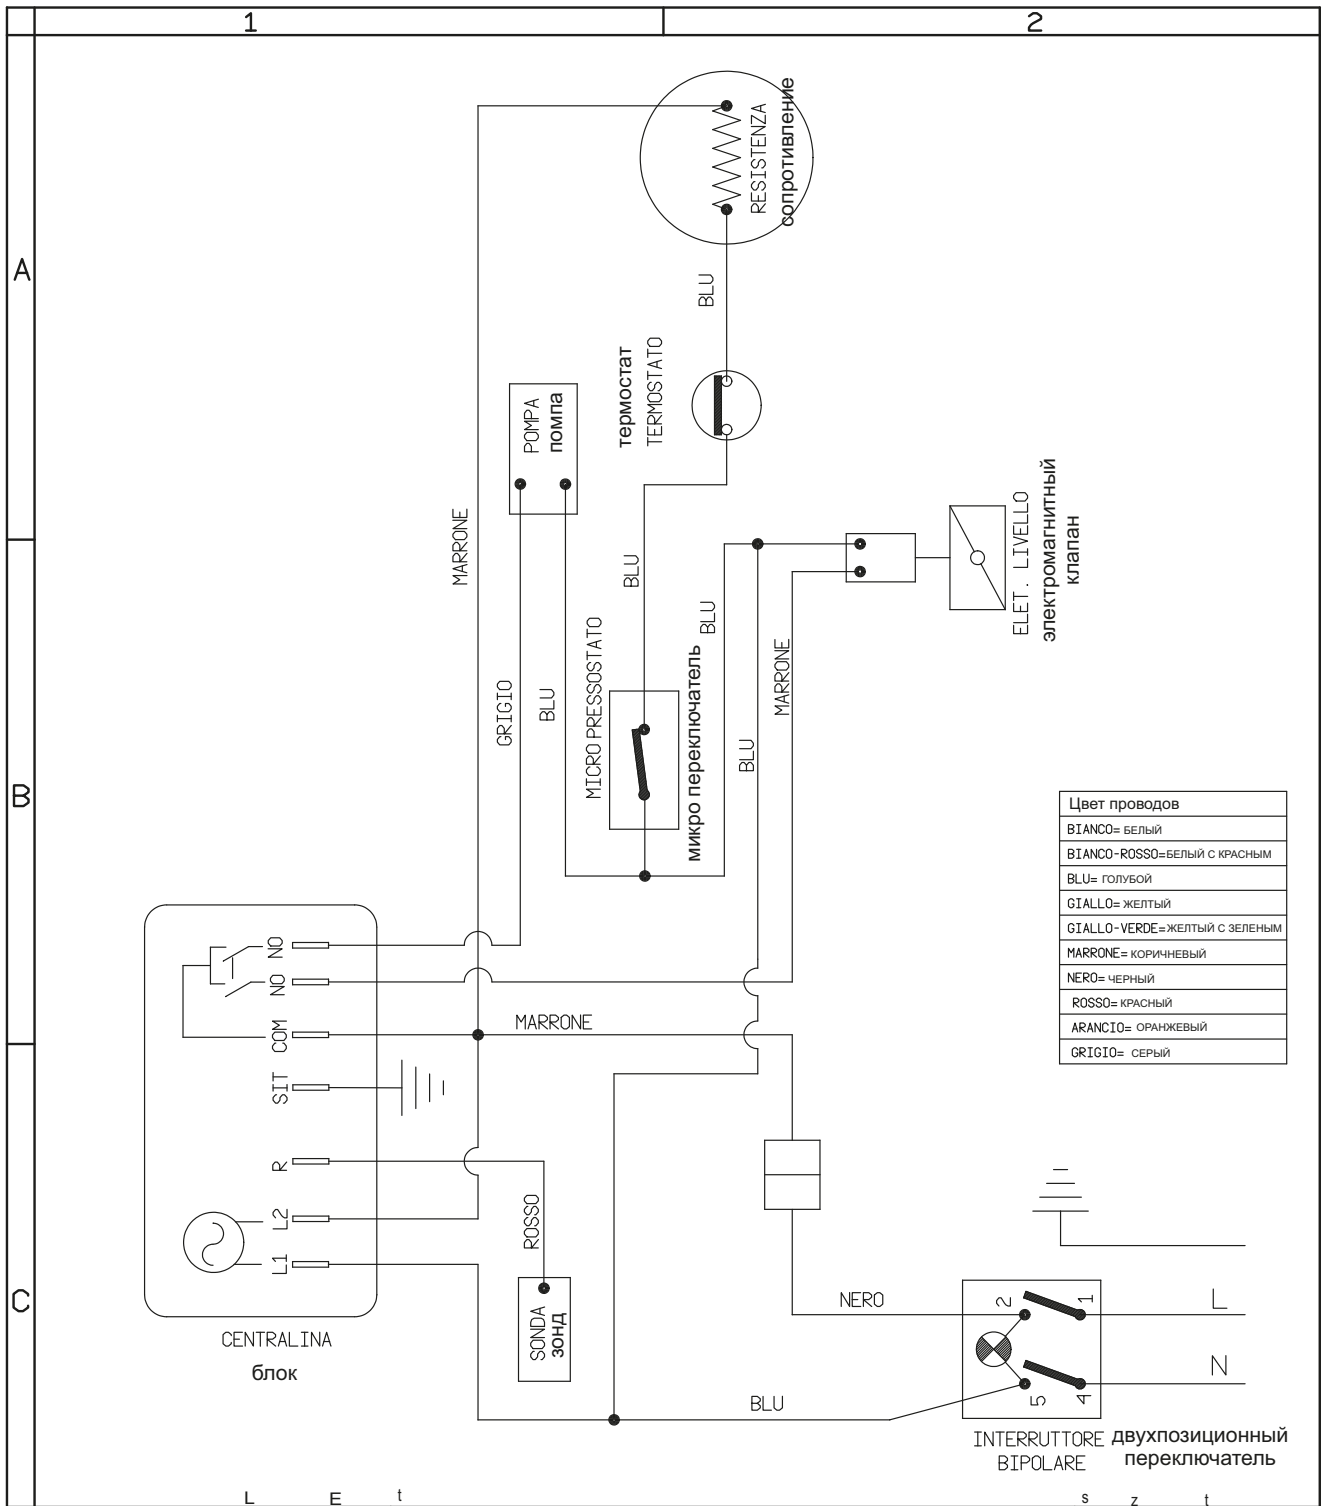 1
2
A
B
C
RESISTENZA
сопротивление
BLU
термостат
TERMOSTATO
POMPA
помпа
MARRONE
ELET. LIVELLO
электромагнитный
клапан
BLU
BLU
MICRO PRESSOSTATO
микро переключатель
MARRONE
GRIGIO
BLU
BLU
Цвет проводов
BIANCO= БЕЛЫЙ
BIANCO-ROSSO=БЕЛЫЙ С КРАСНЫМ
BLU= ГОЛУБОЙ
GIALLO= ЖЕЛТЫЙ
GIALLO-VERDE=ЖЕЛТЫЙ С ЗЕЛЕНЫМ
MARRONE= КОРИЧНЕВЫЙ
NERO= ЧЕРНЫЙ
ROSSO= КРАСНЫЙ
ARANCIO= ОРАНЖЕВЫЙ
GRIGIO= СЕРЫЙ
NO
NO
COM
SIT
R
L2
L1
MARRONE
ROSSO
SONDA
зонд
CENTRALINA
блок
NERO
BLU
2
1
5
4
L
N
INTERRUTTORE
BIPOLARE
двухпозиционный
переключатель
L E t
s z t